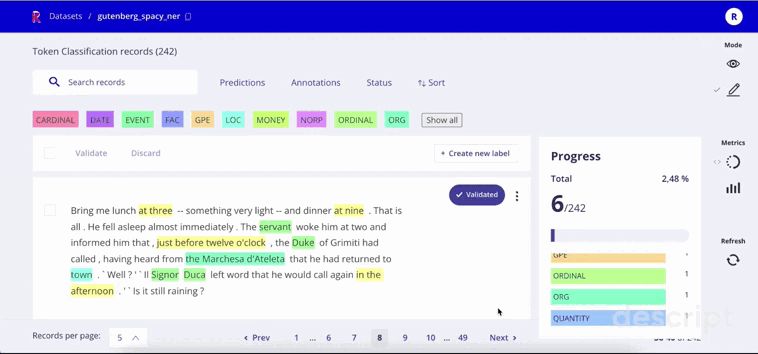 Datasets / gutenberg_spacy_ner
R
Token Classification records (242)
Mode
Search records
Predictions
Annotations
Status
Sort
CARDINAL
DATE
EVENT
FAC
GPE
LOC
MONEY
NORP
ORDINAL
ORG
Show all
Validate
Discard
+ Create new label
Progress
Total
2,48 %
6/242
Metrics
Validated
Bring me lunch at three -- something very light -- and dinner at nine . That is
all . He fell asleep almost immediately . The servant woke him at two and
informed him that , just before twelve o'clock , the Duke of Grimiti had
called , having heard from the Marchesa d'Ateleta that he had returned to
town . ` Well ? ' ` Il Signor Duca left word that he would call again in the
afternoon . ' ` Is it still raining ?
GPE
ORDINAL 1
ORG 1
QUANTITY 1
Refresh
descript
Records per page: 5
Prev 1 ... 6 7 8 9 10 ... 49 Next
of 242